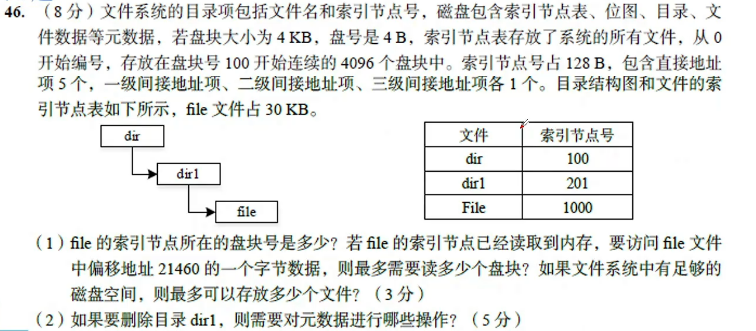 46. （8 分）文件系统的目录项包括文件名和索引节点号，磁盘包含索引节点表、位图、目录、文
件数据等元数据，若盘块大小为 4 KB，盘号是 4 B，索引节点表存放了系统的所有文件，从 0
开始编号，存放在盘块号 100 开始连续的 4096 个盘块中。索引节点号占 128 B，包含直接地址
项 5 个，一级间接地址项、二级间接地址项、三级间接地址项各 1 个。目录结构图和文件的索
引节点表如下所示，file 文件占 30 KB。
dir
dir1
file
文件 索引节点号
dir 100
dir1 201
File 1000
（1）file 的索引节点所在的盘块号是多少？若 file 的索引节点已经读取到内存，要访问 file 文件
中偏移地址 21460 的一个字节数据，则最多需要读多少个盘块？如果文件系统中有足够的
磁盘空间，则最多可以存放多少个文件？（3 分）
（2）如果要删除目录 dir1，则需要对元数据进行哪些操作？（5 分）